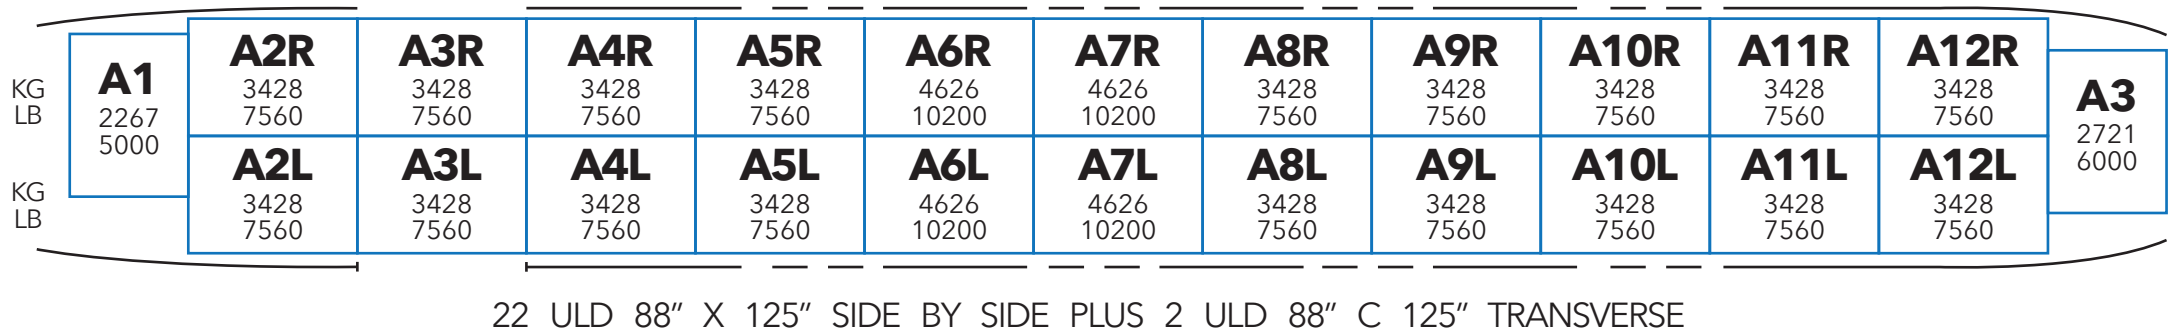 A2R A3R A4R A5R A6R A7R A8R A9R A10R A11R A12R
KG 3428 3428 3428 3428 4626 4626 3428 3428 3428 3428 3428
LB 7560 7560 7560 7560 10200 10200 7560 7560 7560 7560 7560
A1
2267
5000
A3
2721
6000
A2L A3L A4L A5L A6L A7L A8L A9L A10L A11L A12L
KG 3428 3428 3428 3428 4626 4626 3428 3428 3428 3428 3428
LB 7560 7560 7560 7560 10200 10200 7560 7560 7560 7560 7560
22 ULD 88” X 125” SIDE BY SIDE PLUS 2 ULD 88” C 125” TRANSVERSE